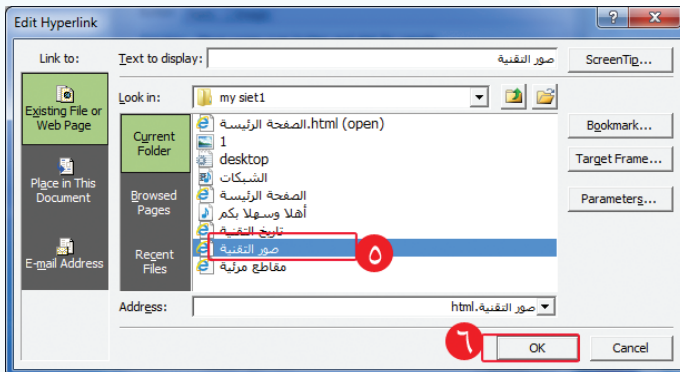 Edit Hyperlink
Link to:
Text to display:
صور التقنية
ScreenTip...
Existing File or
Web Page
Look in:
my siet1
Current
Folder
الصفحة الرئيسة.html (open)
1
desktop
الشبكات
الصفحة الرئيسة
أهلا وسهلا بكم
تاريخ التقنية
صور التقنية
مقاطع مرئية
٥
Bookmark...
Target Frame...
Parameters...
Place in This
Document
Browsed
Pages
E-mail Address
Recent
Files
Address:
صور التقنية.html
٦
OK
Cancel